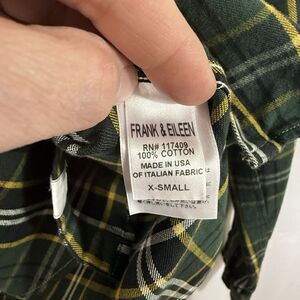 FRANK & EILEEN
RN# 117409
100% COTTON
MADE IN USA
OF ITALIAN FABRIC
X-SMALL